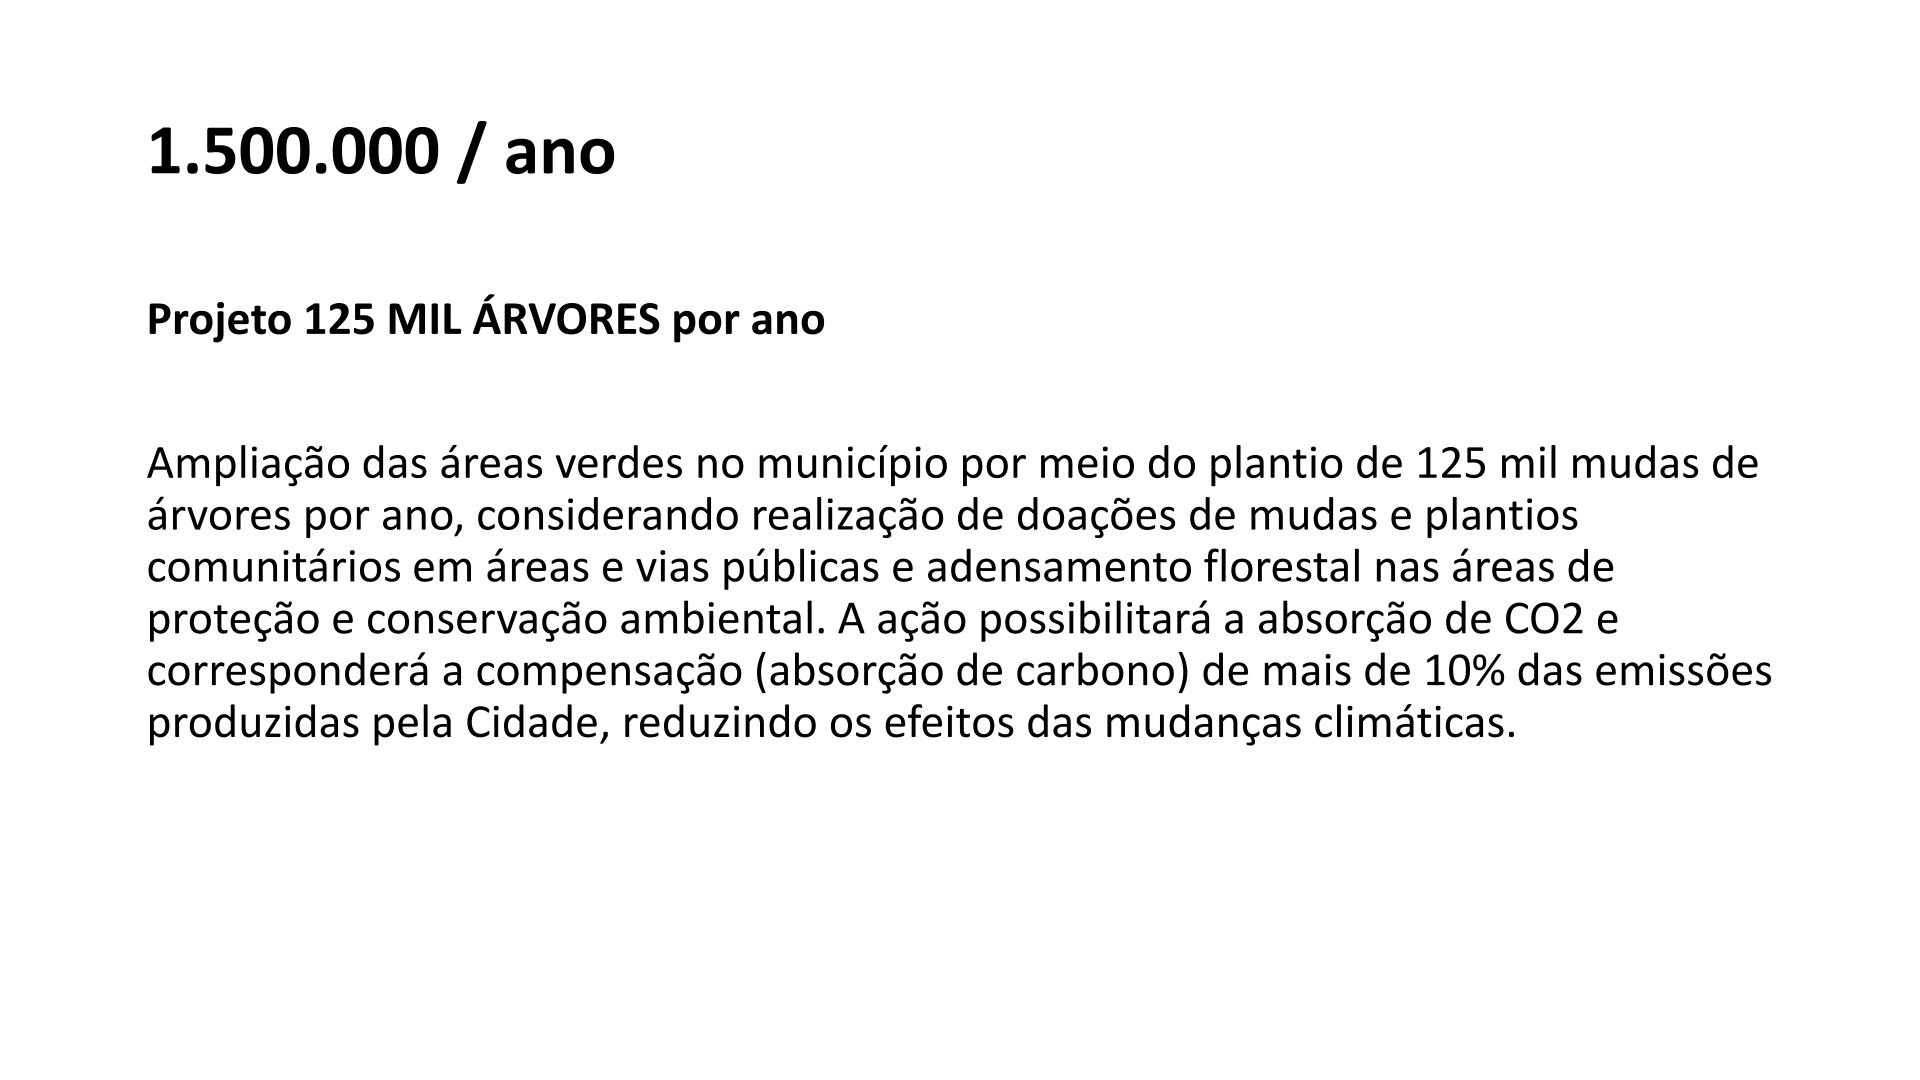 1.500.000 / ano
Projeto 125 MIL ÁRVORES por ano
Ampliação das áreas verdes no município por meio do plantio de 125 mil mudas de
árvores por ano, considerando realização de doações de mudas e plantios
comunitários em áreas e vias públicas e adensamento florestal nas áreas de
proteção e conservação ambiental. A ação possibilitará a absorção de CO2 e
corresponderá a compensação (absorção de carbono) de mais de 10% das emissões
produzidas pela Cidade, reduzindo os efeitos das mudanças climáticas.